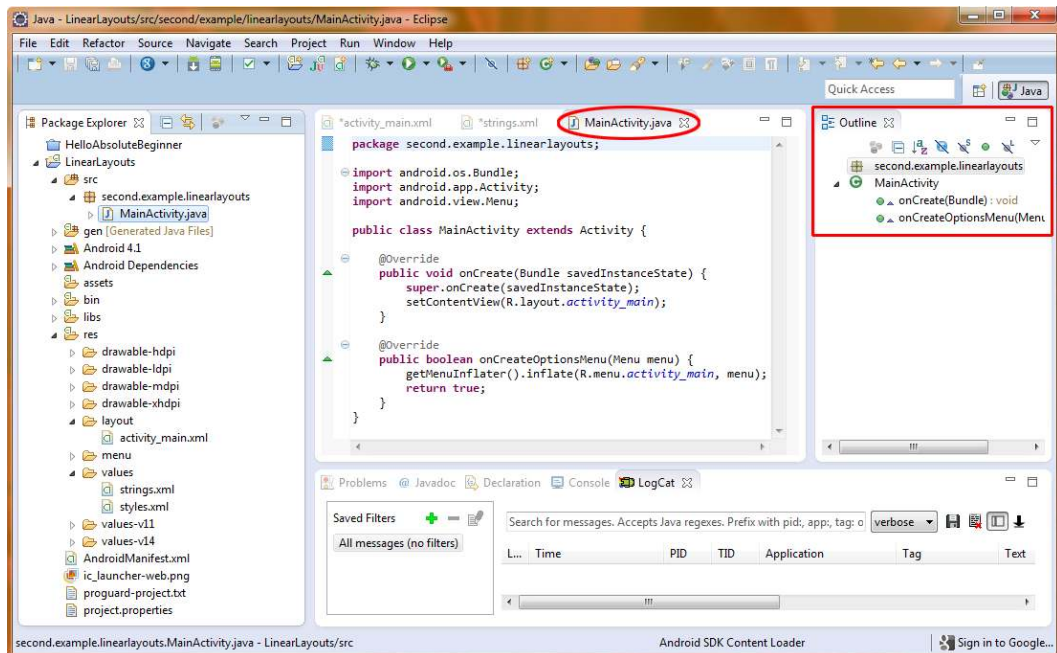 Java - LinearLayouts/src/second/example/linearlayouts/MainActivity.java - Eclipse
File Edit Refactor Source Navigate Search Project Run Window Help
Quick Access
Java
Package Explorer
HelloAbsoluteBeginner
LinearLayouts
src
second.example.linearlayouts
MainActivity.java
gen [Generated Java Files]
Android 4.1
Android Dependencies
assets
bin
libs
res
drawable-hdpi
drawable-ldpi
drawable-mdpi
drawable-xhdpi
layout
activity_main.xml
menu
values
strings.xml
styles.xml
values-v11
values-v14
AndroidManifest.xml
ic_launcher-web.png
proguard-project.txt
project.properties
*activity_main.xml *strings.xml MainActivity.java
package second.example.linearlayouts;
import android.os.Bundle;
import android.app.Activity;
import android.view.Menu;
public class MainActivity extends Activity {
@Override
public void onCreate(Bundle savedInstanceState) {
super.onCreate(savedInstanceState);
setContentView(R.layout.activity_main);
}
@Override
public boolean onCreateOptionsMenu(Menu menu) {
getMenuInflater().inflate(R.menu.activity_main, menu);
return true;
}
}
Outline
second.example.linearlayouts
MainActivity
onCreate(Bundle) : void
onCreateOptionsMenu(Menu
Problems @ Javadoc Declaration Console LogCat
Saved Filters
All messages (no filters)
Search for messages. Accepts Java regexes. Prefix with pid:, app:, tag: o
verbose
L... Time PID TID Application Tag Text
second.example.linearlayouts.MainActivity.java - LinearLayouts/src
Android SDK Content Loader
Sign in to Google...